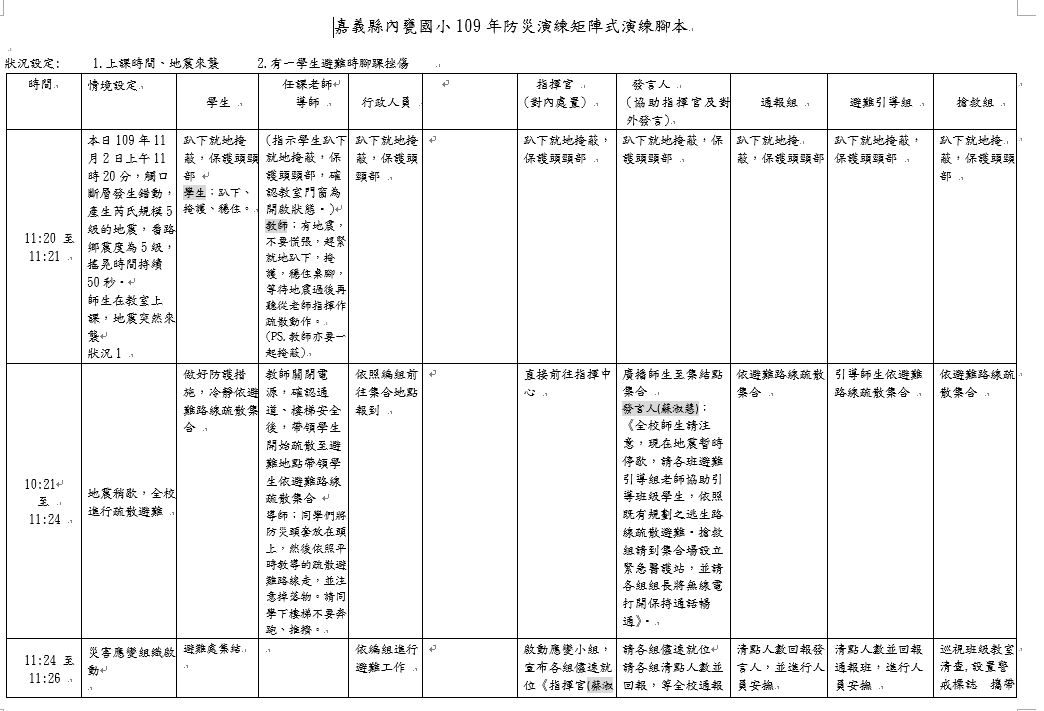 嘉義縣內甕國小 109 年防災演練矩陣式演練腳本
狀況設定: 1.上課時間、地震來襲 2.有一學生避難時腳踝挫傷
時間
情境設定
學生
任課老師
導師
行政人員
指揮官
(對內處置)
發言人
(協助指揮官及對
外發言)
通報組
避難引導組
搶救組
11:20 至
11:21
本日 109 年 11
月 2 日上午 11
時 20 分，觸口
斷層發生錯動，
產生芮氏規模 5
級的地震，番路
鄉震度為 5 級，
搖晃時間持續
50 秒。
師生在教室上
課，地震突然來
襲
狀況 1
趴下就地掩
蔽，保護頭頸
部
學生：趴下、
掩護、穩住。
(指示學生趴下
就地掩蔽，保
護頭頸部，確
認教室門窗為
開啟狀態。)
教師：有地震，
不要慌張，趕緊
就地趴下，掩
護，穩住桌腳，
等待地震過後再
聽從老師指揮作
疏散動作。
(PS.教師亦要一
起掩蔽)
趴下就地掩
蔽，保護頭
頸部
趴下就地掩蔽，
保護頭頸部
趴下就地掩蔽，保
護頭頸部
趴下就地掩
蔽，保護頭頸部
趴下就地掩蔽，
保護頭頸部
趴下就地掩
蔽，保護頭頸
部
10:21
至
11:24
地震稍歇，全校
進行疏散避難
做好防護措
施，冷靜依避
難路線疏散集
合
教師關閉電
源，確認通
道、樓梯安全
後，帶領學生
開始疏散至避
難地點帶領學
生依避難路線
疏散集合
導師：同學們將
防災頭套放在頭
上，然後依照平
時教導的疏散避
難路線走，並注
意掉落物。請同
學下樓梯不要奔
跑、推擠。
依照編組前
往集合地點
報到
直接前往指揮中
心
廣播師生至集結點
集合
發言人(蘇淑慧)：
《全校師生請注
意，現在地震暫時
停歇，請各班避難
引導組老師協助引
導班級學生，依照
既有規劃之逃生路
線疏散避難。搶救
組請到集合場設立
緊急醫護站，並請
各組組長將無線電
打開保持通話暢
通》。
依避難路線疏散
集合
引導師生依避難
路線疏散集合
依避難路線疏
散集合
11:24 至
11:26
災害應變組織啟
動
避難處集結
依編組進行
避難工作
啟動應變小組，
宣布各組儘速就
位《指揮官(蔡淑
請各組儘速就位
請各組清點人數並
回報，等全校通報
清點人數回報發
言人，並進行人
員安撫
清點人數並回報
通報班，進行人
員安撫
巡視班級教室
清查,設置警
戒標誌 攜帶